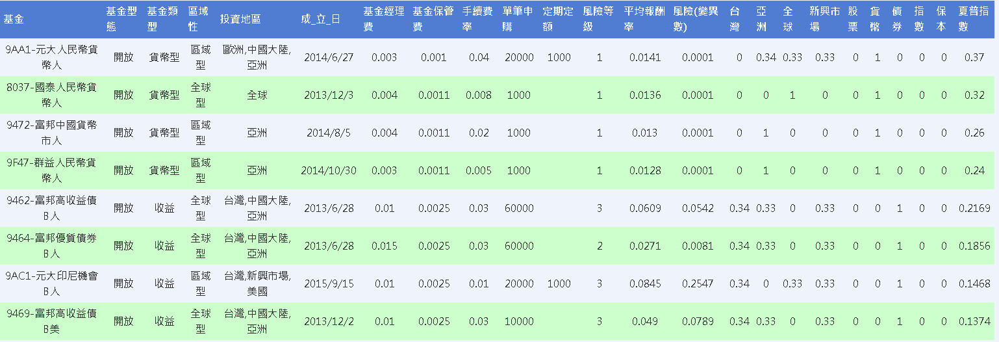 基金 基金型態 基金類型 區域性 投資地區 成_立_日 基金經理費 基金保管費 手續費率 單筆申購 定期定額 風險等級 平均報酬率 風險(變異數) 台灣 亞洲 全球 新興市場 股票 貨幣 債券 指數 保本 夏普指數
9AA1-元大人民幣貨幣人 開放 貨幣型 區域型 歐洲,中國大陸,亞洲 2014/6/27 0.003 0.001 0.04 20000 1000 1 0.0141 0.0001 0 0.34 0.33 0.33 0 1 0 0 0 0.37
8037-國泰人民幣貨幣人 開放 貨幣型 全球型 全球 2013/12/3 0.004 0.0011 0.008 1000 1 0.0136 0.0001 0 0 1 0 0 1 0 0 0 0.32
9472-富邦中國貨幣市人 開放 貨幣型 區域型 亞洲 2014/8/5 0.004 0.0011 0.02 1000 1 0.013 0.0001 0 1 0 0 0 1 0 0 0 0.26
9F47-群益人民幣貨幣人 開放 貨幣型 區域型 亞洲 2014/10/30 0.003 0.0011 0.005 1000 1 0.0128 0.0001 0 1 0 0 0 1 0 0 0 0.24
9462-富邦高收益債B人 開放 收益 全球型 台灣,中國大陸,亞洲 2013/6/28 0.01 0.0025 0.03 60000 3 0.0609 0.0542 0.34 0.33 0 0.33 0 0 1 0 0 0.2169
9464-富邦優質債券B人 開放 收益 全球型 台灣,中國大陸,亞洲 2013/6/28 0.015 0.0025 0.03 60000 2 0.0271 0.0081 0.34 0.33 0 0.33 0 0 1 0 0 0.1856
9AC1-元大印尼機會B人 開放 收益 區域型 台灣,新興市場,美國 2015/9/15 0.01 0.0025 0.01 20000 1000 3 0.0845 0.2547 0.34 0 0.33 0.33 0 0 1 0 0 0.1468
9469-富邦高收益債B美 開放 收益 全球型 台灣,中國大陸,亞洲 2013/12/2 0.01 0.0025 0.03 10000 3 0.049 0.0789 0.34 0.33 0 0.33 0 0 1 0 0 0.1374